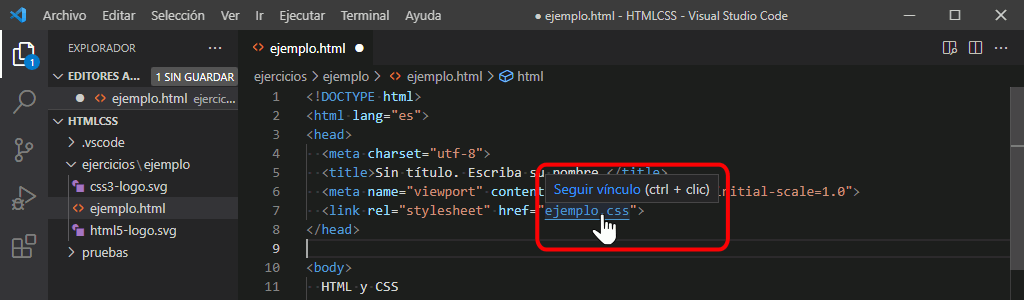 Archivo Editar Selección Ver Ir Ejecutar Terminal Ayuda ● ejemplo.html - HTMLCSS - Visual Studio Code
EXPLORADOR ···
EDITORES A... 1 SIN GUARDAR
● <> ejemplo.html ejercic...
HTMLCSS
> .vscode
ejercicios \ ejemplo
css3-logo.svg
<> ejemplo.html
html5-logo.svg
> pruebas
1
<> ejemplo.html ●
ejercicios > ejemplo > <> ejemplo.html > html
1 <!DOCTYPE html>
2 <html lang="es">
3 <head>
4 <meta charset="utf-8">
5 <title>Sin título. Escriba su nombre.</title>
Seguir vínculo (ctrl + clic)
6 <meta name="viewport" content initial-scale=1.0">
7 <link rel="stylesheet" href="ejemplo.css">
8 </head>
9
10 <body>
11 HTML y CSS